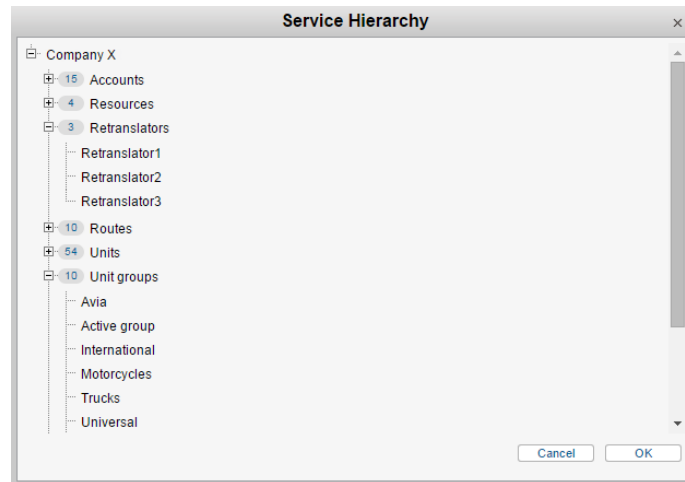 Service Hierarchy
Company X
15 Accounts
4 Resources
3 Retranslators
Retranslator1
Retranslator2
Retranslator3
10 Routes
54 Units
10 Unit groups
Avia
Active group
International
Motorcycles
Trucks
Universal
Cancel OK